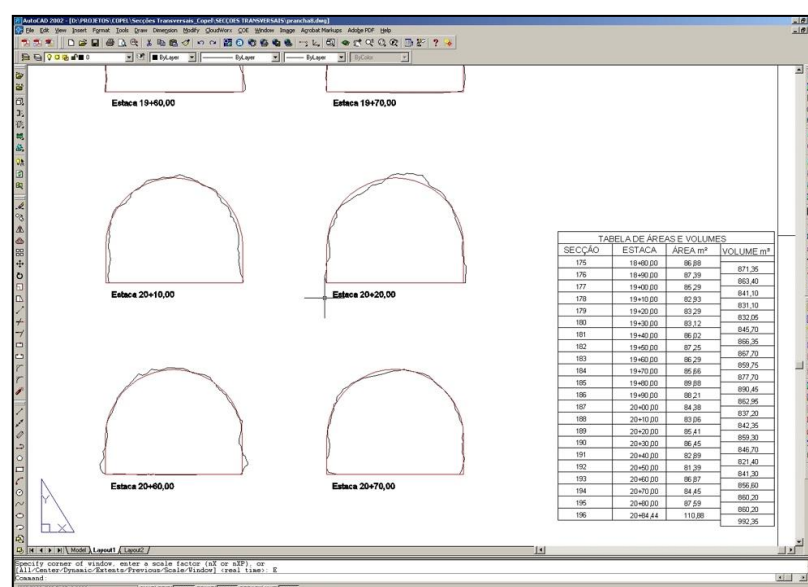 AutoCAD 2002 - [D:\PROJETOS\COPEL\Secções Transversais_Copel\SECÇOES TRANSVERSAIS\prancha8.dwg]
File Edit View Insert Format Tools Draw Dimension Modify CloudWorx COE Window Image Acrobat Markups Adobe PDF Help
0 ByLayer ByLayer ByLayer ByColor
Estaca 19+60,00 Estaca 19+70,00
Estaca 20+10,00 Estaca 20+20,00
Estaca 20+60,00 Estaca 20+70,00
TABELA DE ÁREAS E VOLUMES
SECÇÃO ESTACA ÁREA m² VOLUME m³
175 18+80,00 86,88
871,35
176 18+90,00 87,39
863,40
177 19+00,00 85,29
841,10
178 19+10,00 82,93
831,10
179 19+20,00 83,29
832,05
180 19+30,00 83,12
845,70
181 19+40,00 86,02
866,35
182 19+50,00 87,25
867,70
183 19+60,00 86,29
859,75
184 19+70,00 85,66
877,70
185 19+80,00 89,88
890,45
186 19+90,00 88,21
862,95
187 20+00,00 84,38
837,20
188 20+10,00 83,06
842,35
189 20+20,00 85,41
859,30
190 20+30,00 86,45
846,70
191 20+40,00 82,89
821,40
192 20+50,00 81,39
841,30
193 20+60,00 86,87
856,60
194 20+70,00 84,45
860,20
195 20+80,00 87,59
860,20
196 20+84,44 110,88
992,35
Y
X
Model Layout1 Layout2
Specify corner of window, enter a scale factor (nX or nXP), or
[All/Center/Dynamic/Extents/Previous/Scale/Window] <real time>: E
Command: